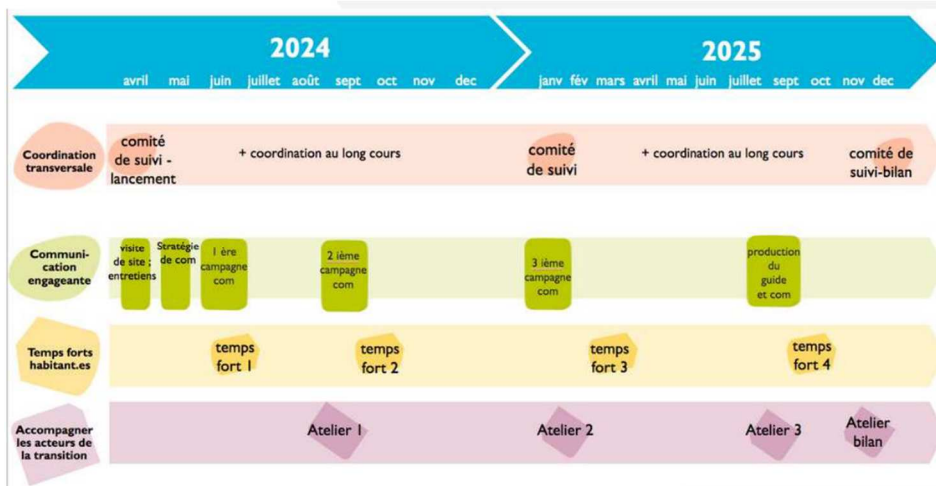 2024
2025
avril mai juin juillet août sept oct nov dec
janv fév mars avril mai juin juillet sept oct nov dec
Coordination
transversale
comité
de suivi -
lancement
+ coordination au long cours
comité
de suivi
+ coordination au long cours
comité de
suivi-bilan
Communi-
cation
engageante
visite
de site ;
entretiens
Stratégie
de com
1 ère
campagne
com
2 ième
campagne
com
3 ième
campagne
com
production
du
guide
et com
Temps forts
habitant.es
temps
fort 1
temps
fort 2
temps
fort 3
temps
fort 4
Accompagner
les acteurs de
la transition
Atelier 1
Atelier 2
Atelier 3
Atelier
bilan